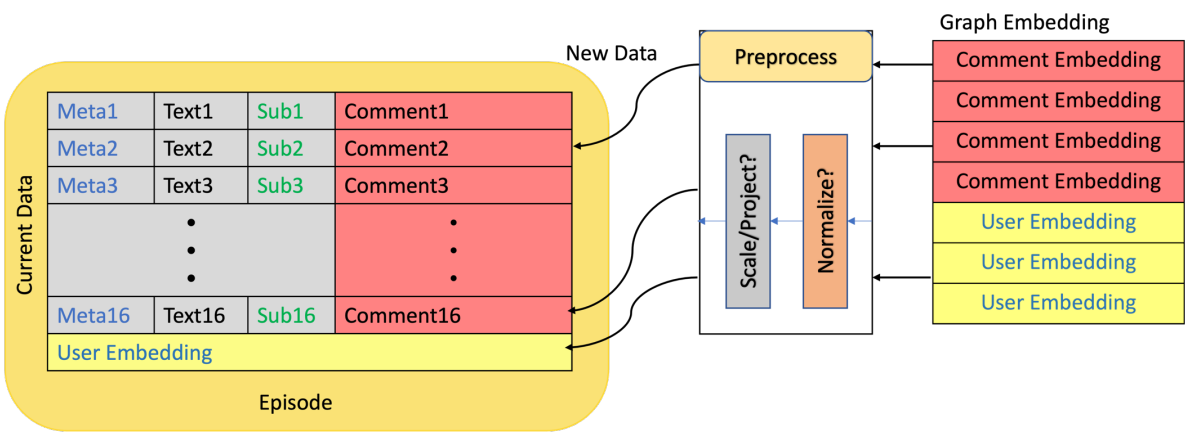 Graph Embedding
New Data
Preprocess
Comment Embedding
Comment Embedding
Comment Embedding
Comment Embedding
User Embedding
User Embedding
User Embedding
Normalize?
Scale/Project?
Current Data
Meta1 Text1 Sub1 Comment1
Meta2 Text2 Sub2 Comment2
Meta3 Text3 Sub3 Comment3
Meta16 Text16 Sub16 Comment16
User Embedding
Episode